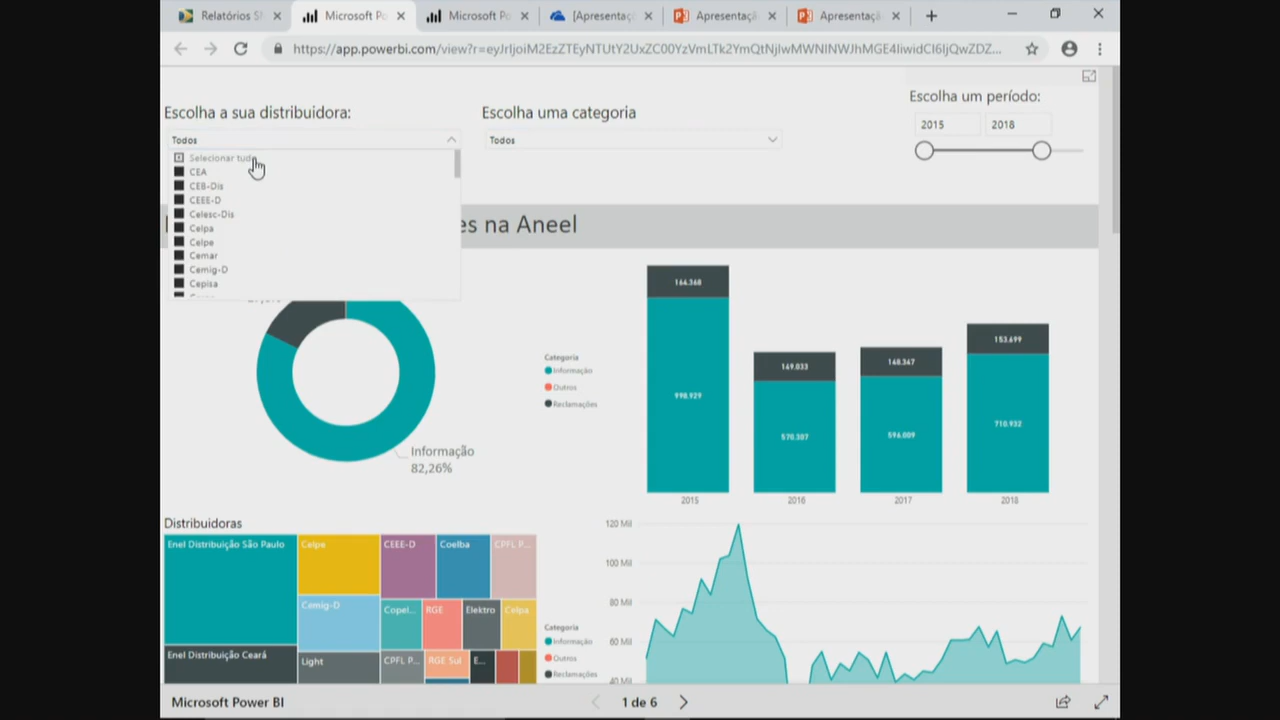 Relatórios S
Microsoft Po
Microsoft Po
[Apresentaç
Apresentaçã
Apresentaçã
https://app.powerbi.com/view?r=
Escolha a sua distribuidora:
Todos
Selecionar tudo
CEA
CEB-Dis
CEEE-D
Celesc-Dis
Celpa
Celpe
Cemar
Cemig-D
Cepisa
Escolha uma categoria
Todos
Escolha um período:
2015
2018
es na Aneel
Informação
82,26%
Categoria
Informação
Outros
Reclamações
164.368
998.929
2015
149.033
570.307
2016
148.347
596.009
2017
153.699
710.932
2018
Distribuidoras
Enel Distribuição São Paulo
Celpe
CEEE-D
Coelba
CPFL P...
Cemig-D
Copel...
RGE
Elektro
Celpa
Enel Distribuição Ceará
Light
CPFL P...
RGE Sul
E...
Categoria
Informação
Outros
Reclamações
120 Mil
100 Mil
80 Mil
60 Mil
40 Mil
Microsoft Power BI
1 de 6